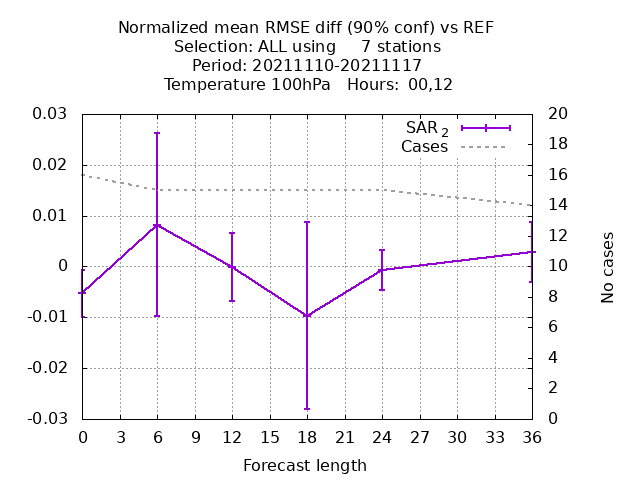 Normalized mean RMSE diff (90% conf) vs REF
Selection: ALL using     7 stations
Period: 20211110-20211117
Temperature 100hPa   Hours:  00,12
SAR 2
Cases
0.03
0.02
0.01
0
-0.01
-0.02
-0.03
20
18
16
14
12
10
8
6
4
2
0
No cases
0 3 6 9 12 15 18 21 24 27 30 33 36
Forecast length